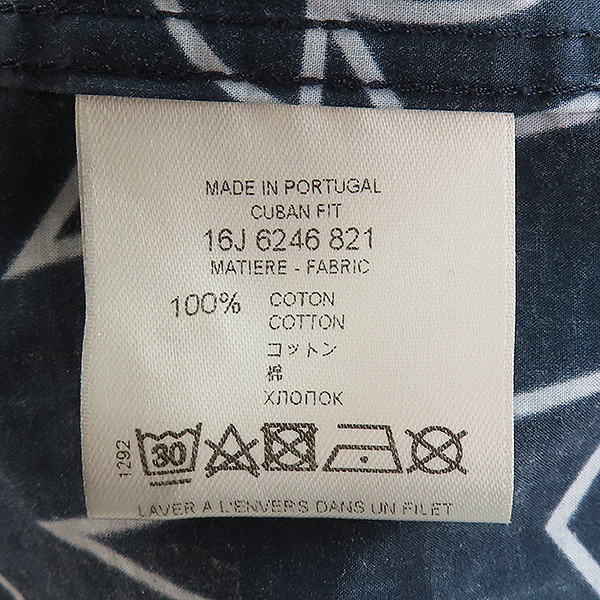 MADE IN PORTUGAL
CUBAN FIT
16J 6246 821
MATIERE - FABRIC
100% COTON
COTTON
コットン
棉
ХЛОПОК
1292
30
LAVER A L'ENVERS DANS UN FILET